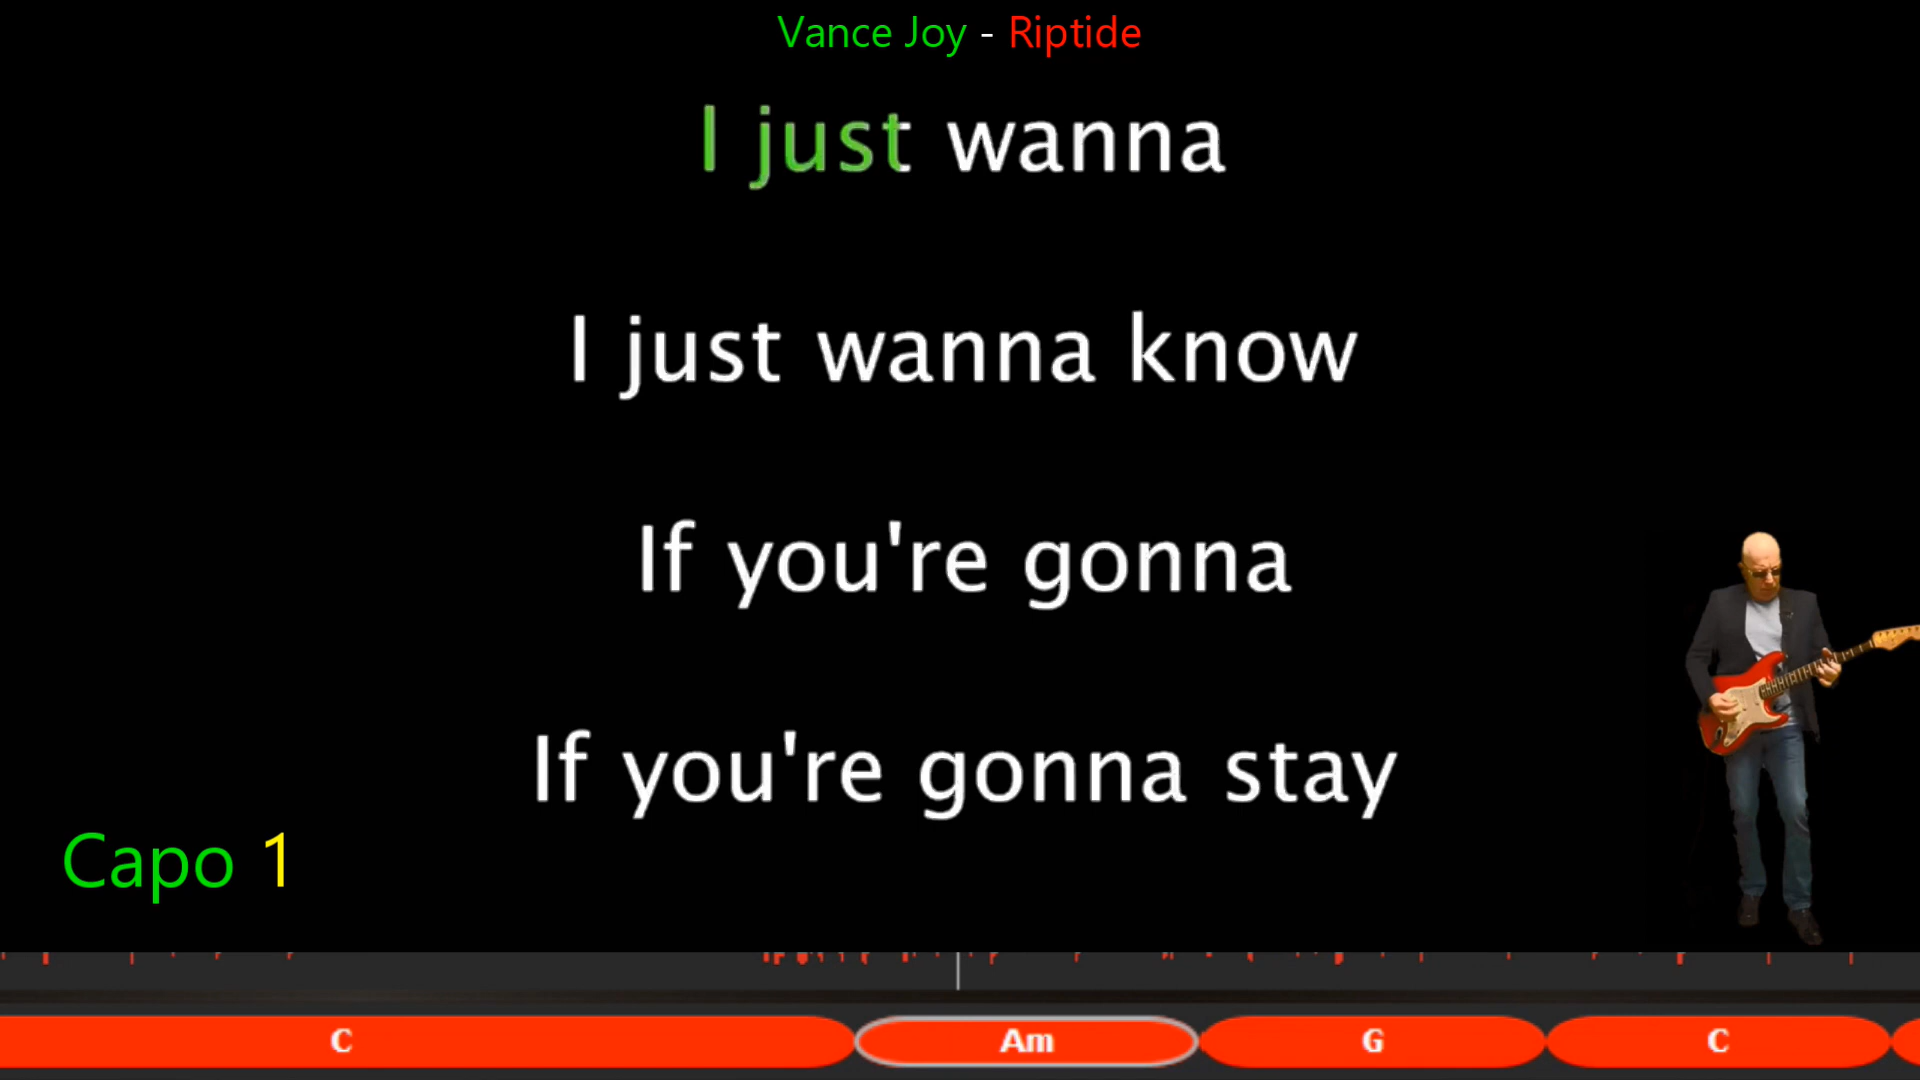 Vance Joy - Riptide
I just wanna
I just wanna know
If you're gonna
If you're gonna stay
Capo 1
C Am G C